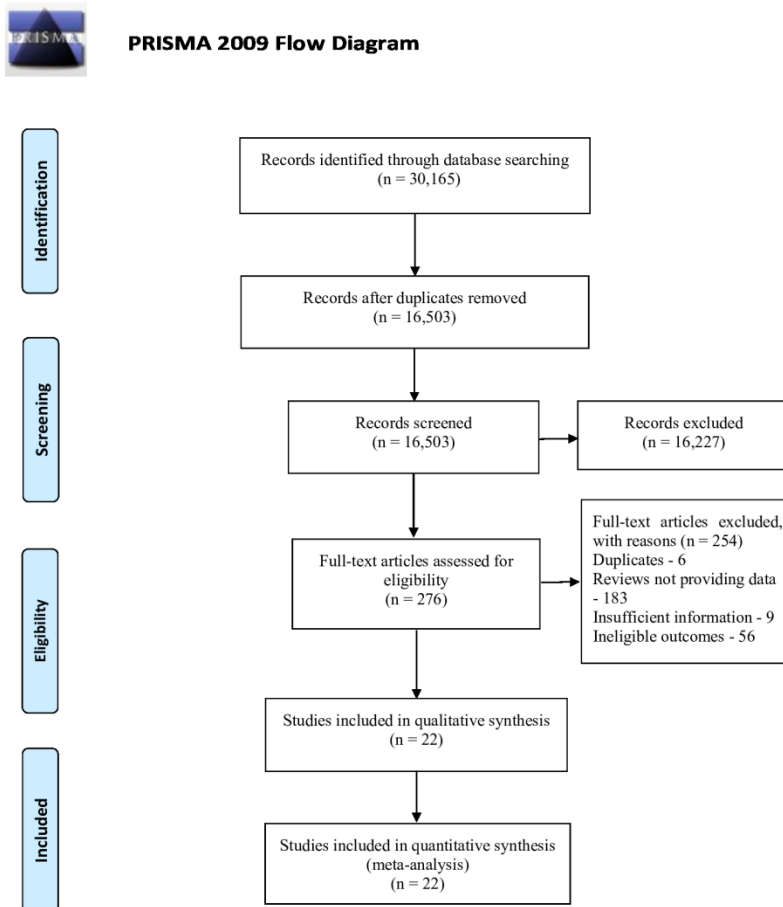 PRISMA
PRISMA 2009 Flow Diagram
Identification
Records identified through database searching
(n = 30,165)
Records after duplicates removed
(n = 16,503)
Screening
Records screened
(n = 16,503)
Records excluded
(n = 16,227)
Eligibility
Full-text articles assessed for
eligibility
(n = 276)
Full-text articles excluded,
with reasons (n = 254)
Duplicates - 6
Reviews not providing data
- 183
Insufficient information - 9
Ineligible outcomes - 56
Studies included in qualitative synthesis
(n = 22)
Included
Studies included in quantitative synthesis
(meta-analysis)
(n = 22)